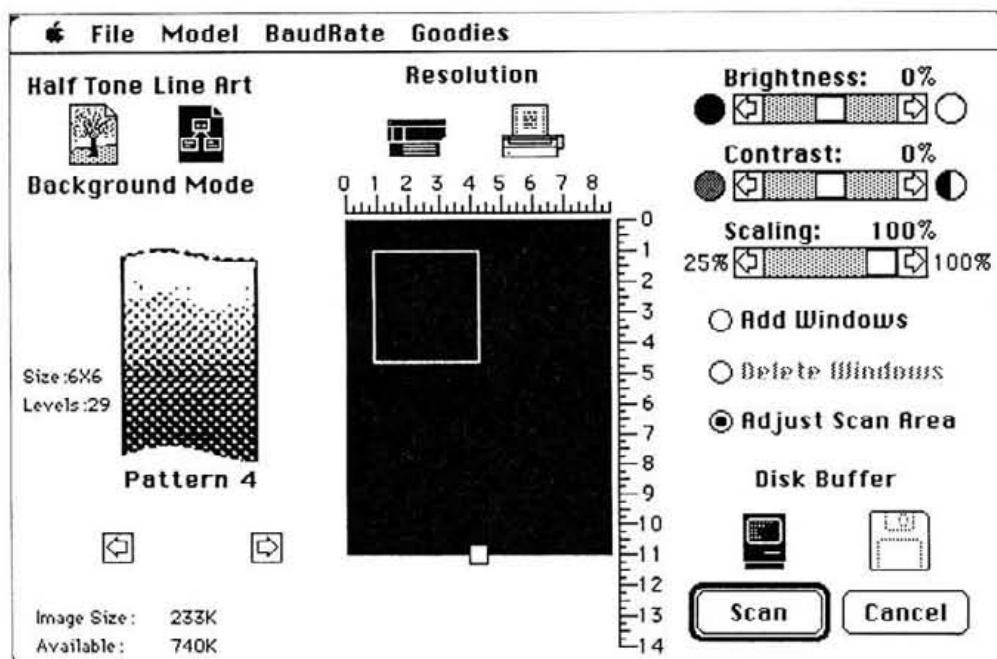 File Model BaudRate Goodies
Half Tone Line Art
Background Mode
Size:6X6
Levels:29
Pattern 4
Image Size: 233K
Available: 740K
Resolution
0 1 2 3 4 5 6 7 8
0
1
2
3
4
5
6
7
8
9
10
11
12
13
14
Brightness: 0%
Contrast: 0%
Scaling: 100%
25% 100%
Add Windows
Delete Windows
Adjust Scan Area
Disk Buffer
Scan Cancel